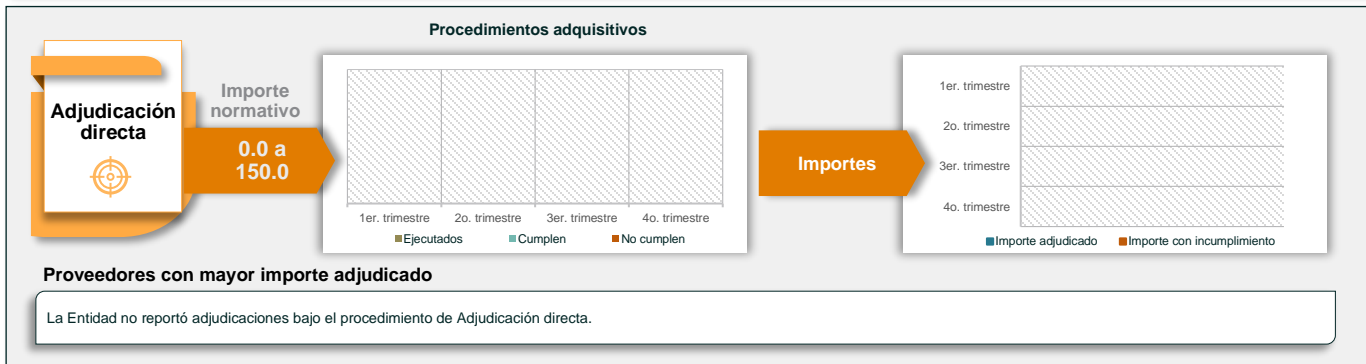 Procedimientos adquisitivos
Adjudicación
directa
Importe
normativo
0.0 a
150.0
1er. trimestre 2o. trimestre 3er. trimestre 4o. trimestre
Ejecutados Cumplen No cumplen
Importes
1er. trimestre
2o. trimestre
3er. trimestre
4o. trimestre
Importe adjudicado Importe con incumplimiento
Proveedores con mayor importe adjudicado
La Entidad no reportó adjudicaciones bajo el procedimiento de Adjudicación directa.